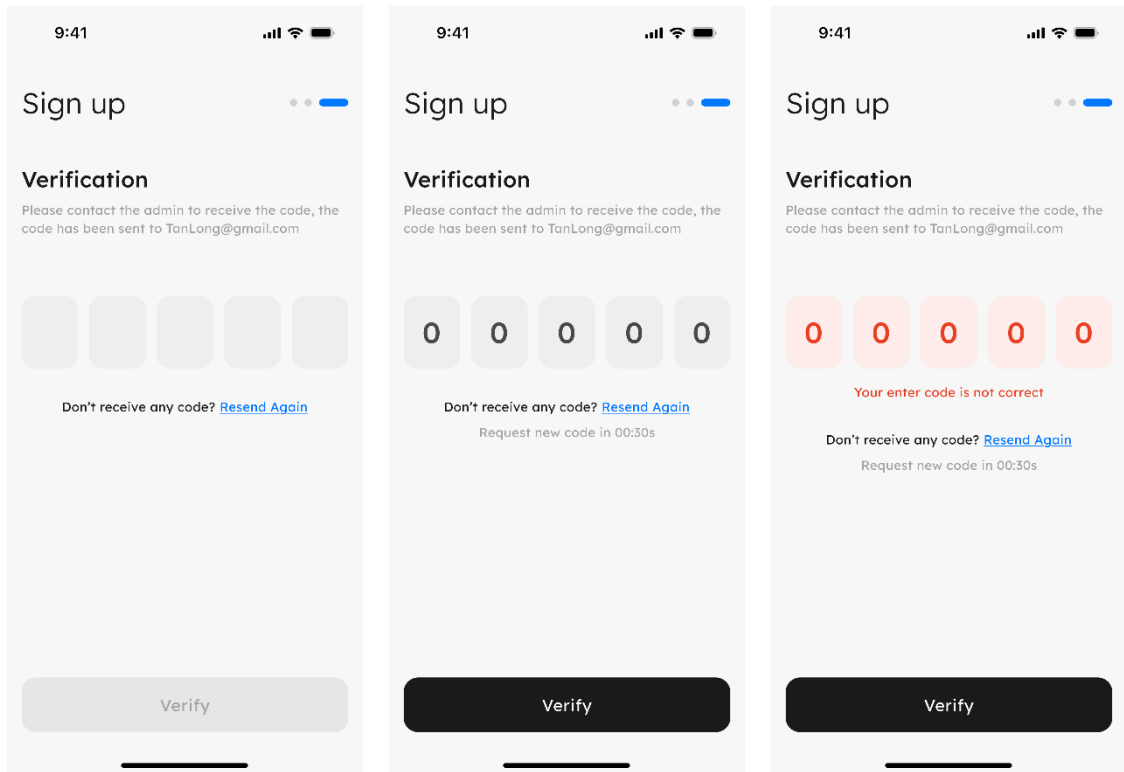 9:41
Sign up
Verification
Please contact the admin to receive the code, the
code has been sent to TanLong@gmail.com
Don't receive any code? Resend Again
Verify
9:41
Sign up
Verification
Please contact the admin to receive the code, the
code has been sent to TanLong@gmail.com
0 0 0 0 0
Don't receive any code? Resend Again
Request new code in 00:30s
Verify
9:41
Sign up
Verification
Please contact the admin to receive the code, the
code has been sent to TanLong@gmail.com
0 0 0 0 0
Your enter code is not correct
Don't receive any code? Resend Again
Request new code in 00:30s
Verify